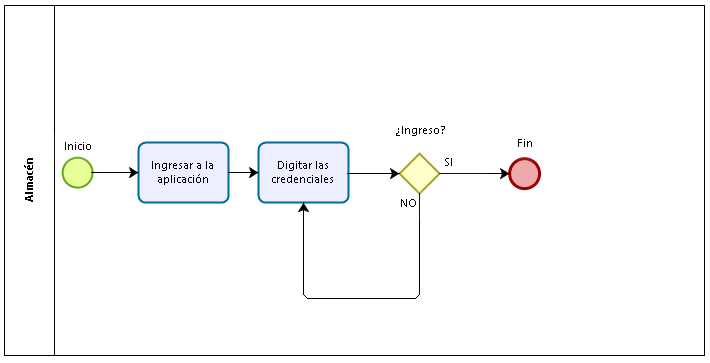 Almacén
Inicio
Ingresar a la
aplicación
Digitar las
credenciales
¿Ingreso?
SI
NO
Fin